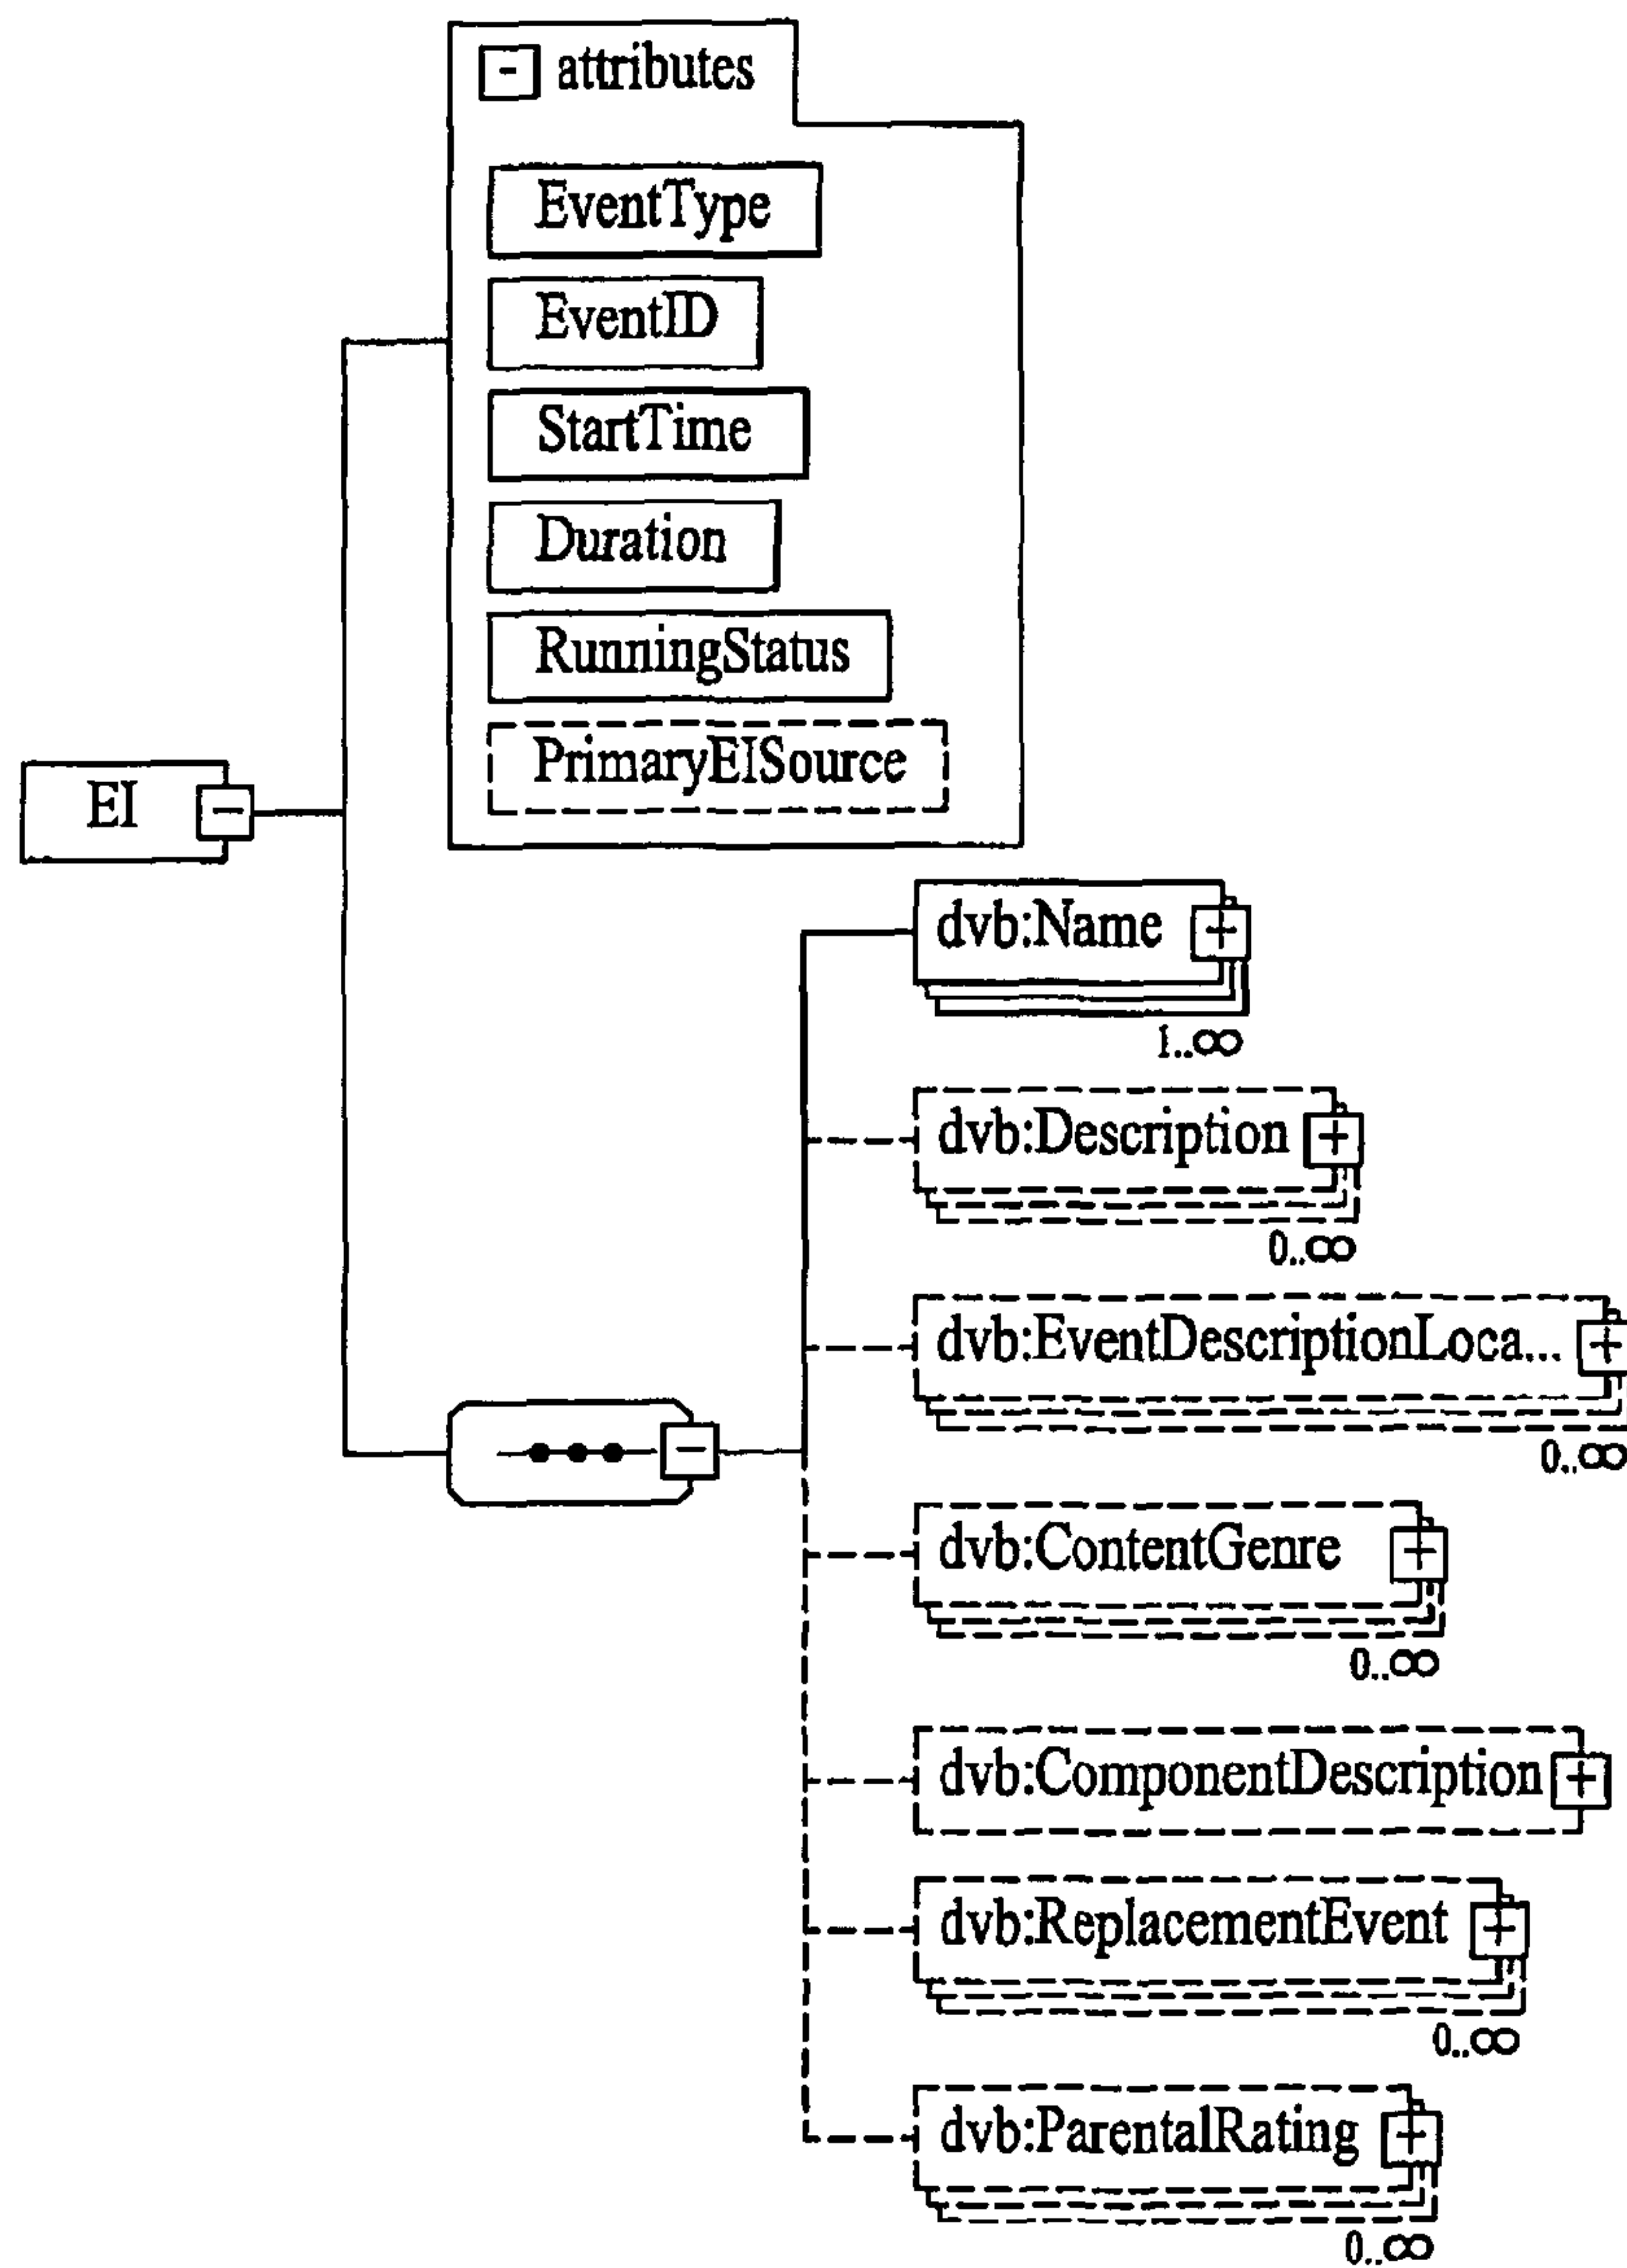 attributes
EventType
EventID
StartTime
Duration
RunningStatus
PrimaryEISource
EI
dvb:Name
1..∞
dvb:Description
0..∞
dvb:EventDescriptionLoca...
0..∞
dvb:ContentGenre
0..∞
dvb:ComponentDescription
dvb:ReplacementEvent
0..∞
dvb:ParentalRating
0..∞